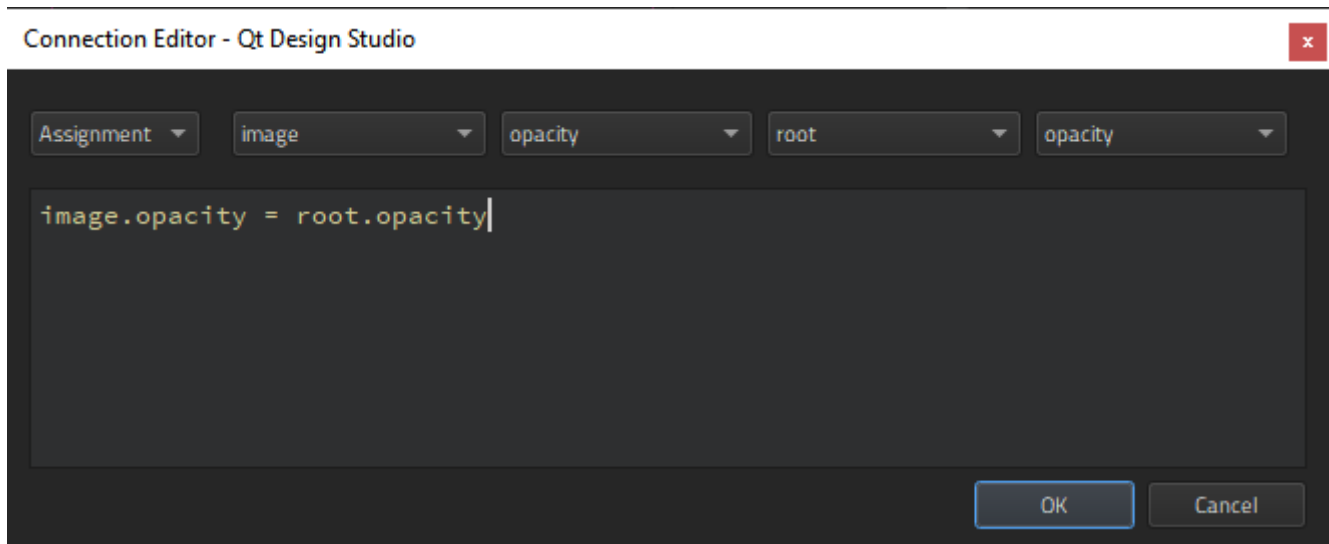 Connection Editor - Qt Design Studio
x
Assignment image opacity root opacity
image.opacity = root.opacity
OK Cancel